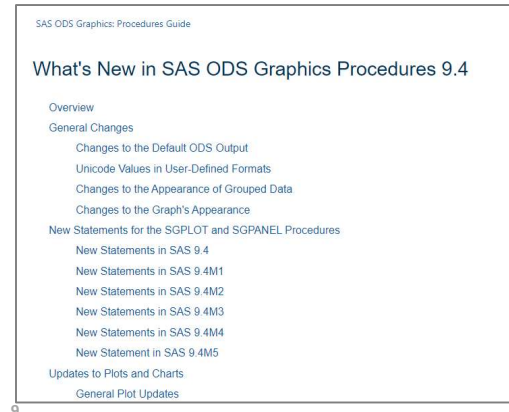 SAS ODS Graphics: Procedures Guide
What's New in SAS ODS Graphics Procedures 9.4
Overview
General Changes
Changes to the Default ODS Output
Unicode Values in User-Defined Formats
Changes to the Appearance of Grouped Data
Changes to the Graph's Appearance
New Statements for the SGPLOT and SGPANEL Procedures
New Statements in SAS 9.4
New Statements in SAS 9.4M1
New Statements in SAS 9.4M2
New Statements in SAS 9.4M3
New Statements in SAS 9.4M4
New Statement in SAS 9.4M5
Updates to Plots and Charts
General Plot Updates